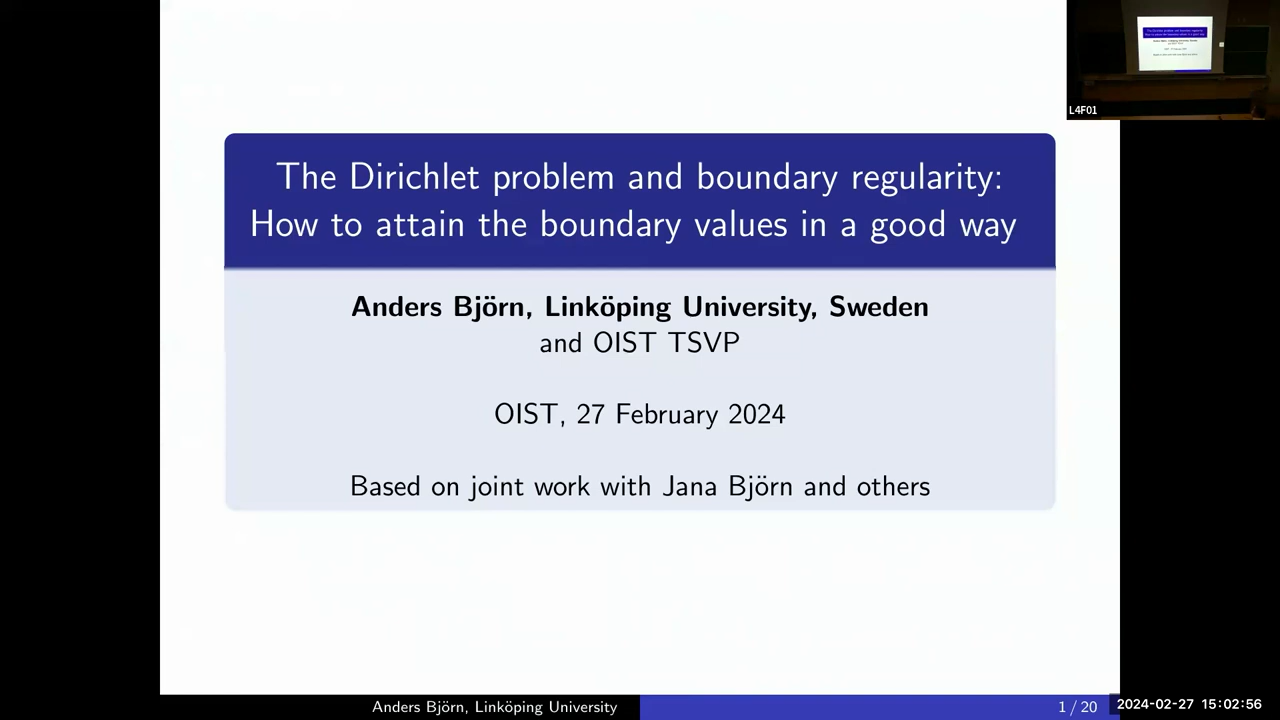 L4F01
The Dirichlet problem and boundary regularity:
How to attain the boundary values in a good way
Anders Björn, Linköping University, Sweden
and OIST TSVP
OIST, 27 February 2024
Based on joint work with Jana Björn and others
Anders Björn, Linköping University
1 / 20
2024-02-27 15:02:56